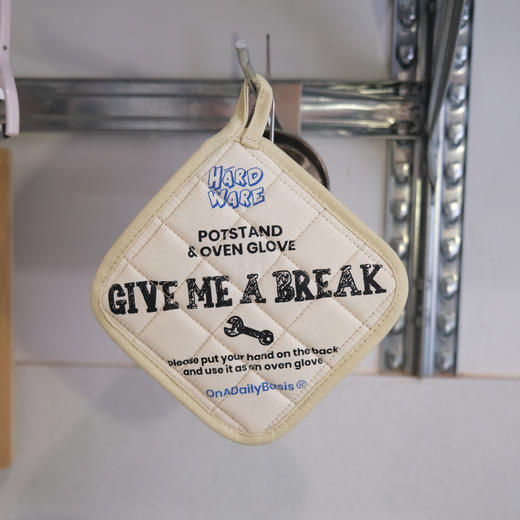 HARD
WARE
POTSTAND
& OVEN GLOVE
GIVE ME A BREAK
please put your hand on the back
and use it as an oven glove
OnADailyBasis ®